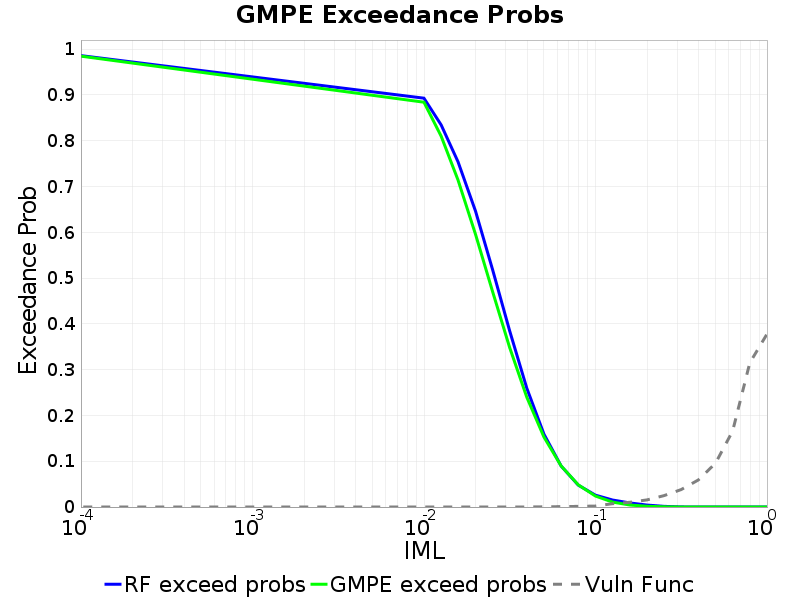 GMPE Exceedance Probs
Exceedance Prob
1
0.9
0.8
0.7
0.6
0.5
0.4
0.3
0.2
0.1
0
10^-4 10^-3 10^-2 10^-1 10^0
IML
RF exceed probs GMPE exceed probs Vuln Func